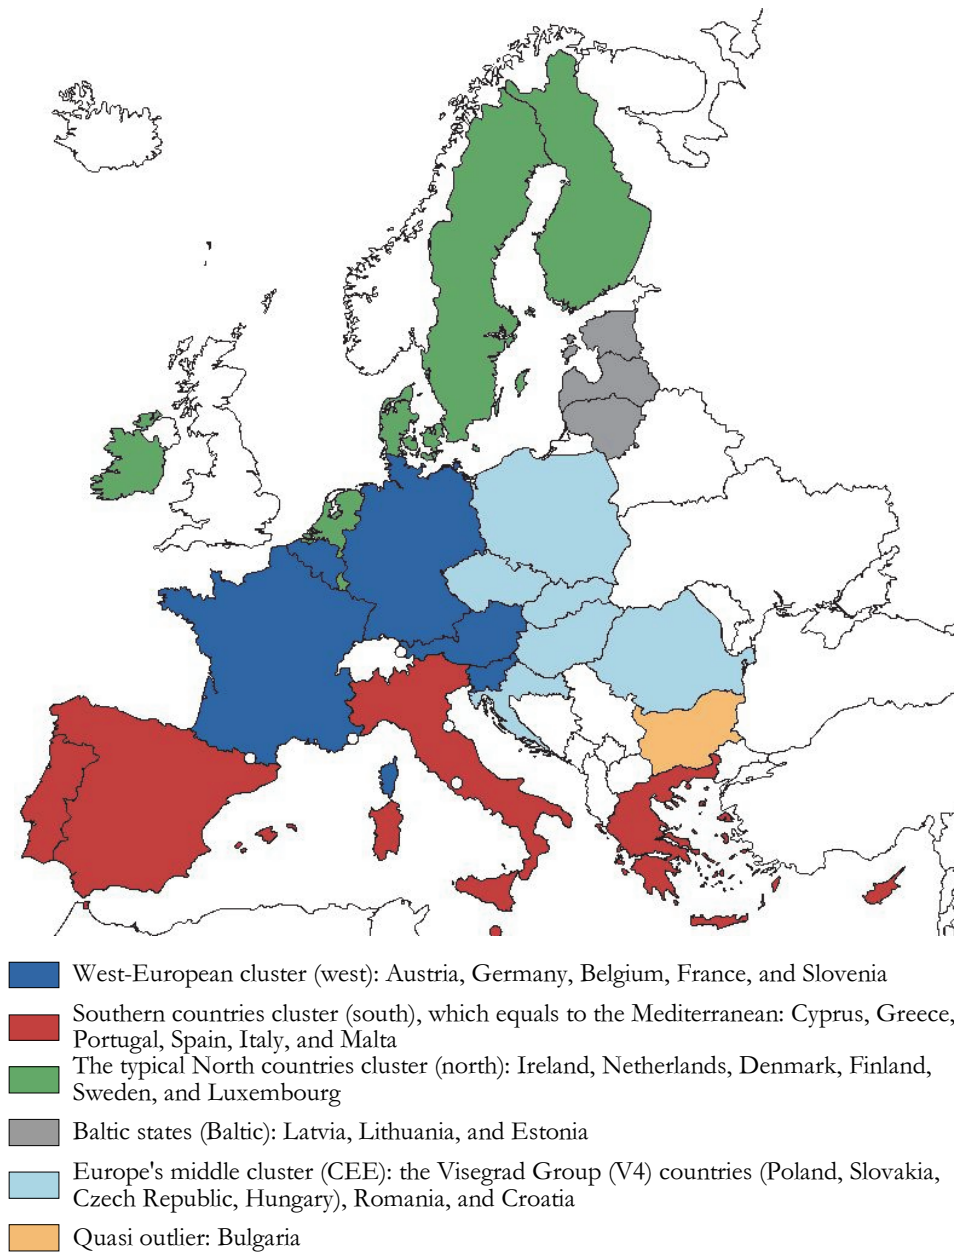 West-European cluster (west): Austria, Germany, Belgium, France, and Slovenia
Southern countries cluster (south), which equals to the Mediterranean: Cyprus, Greece,
Portugal, Spain, Italy, and Malta
The typical North countries cluster (north): Ireland, Netherlands, Denmark, Finland,
Sweden, and Luxembourg
Baltic states (Baltic): Latvia, Lithuania, and Estonia
Europe's middle cluster (CEE): the Visegrad Group (V4) countries (Poland, Slovakia,
Czech Republic, Hungary), Romania, and Croatia
Quasi outlier: Bulgaria